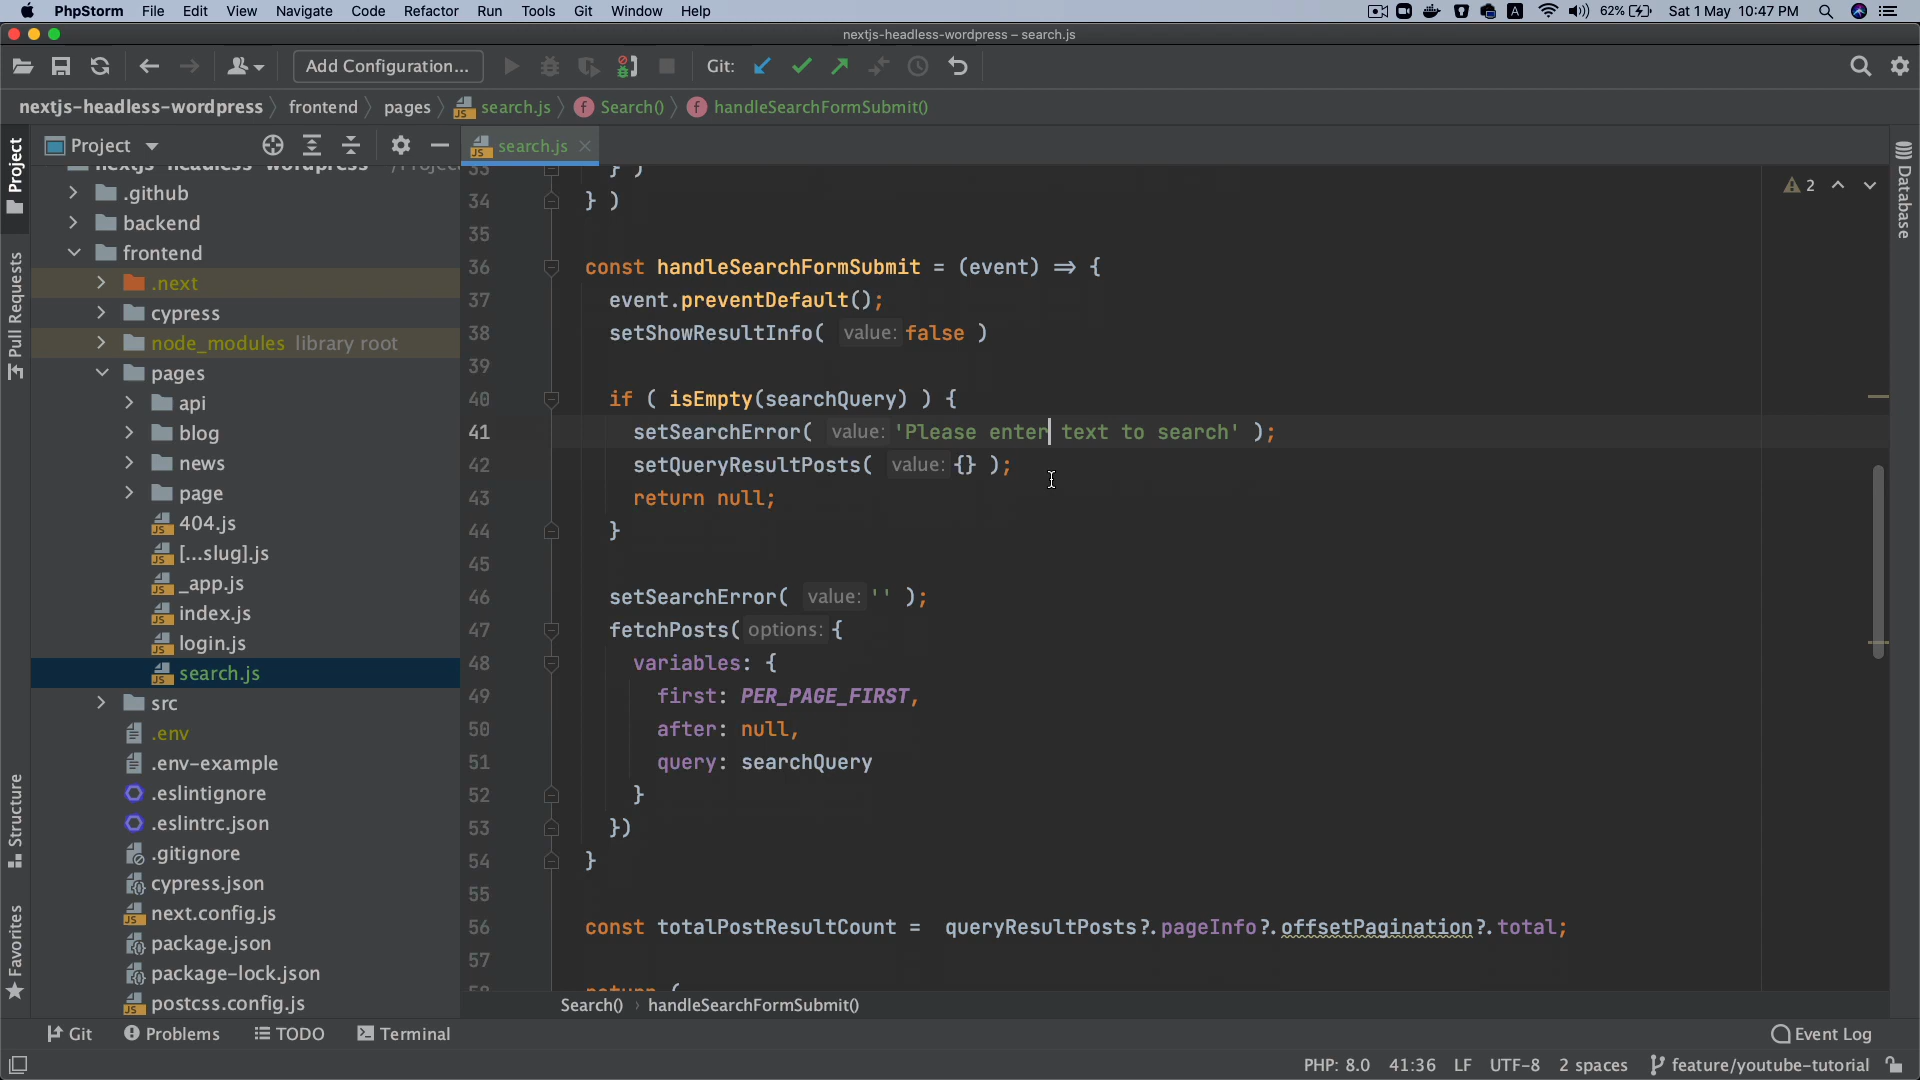 PhpStorm File Edit View Navigate Code Refactor Run Tools Git Window Help A 62% Sat 1 May 10:47 PM
nextjs-headless-wordpress – search.js
Add Configuration... Git:
nextjs-headless-wordpress frontend pages search.js Search() handleSearchFormSubmit()
Project
search.js
Project
Pull Requests
Structure
Favorites
.github
backend
frontend
.next
cypress
node_modules library root
pages
api
blog
news
page
404.js
[...slug].js
_app.js
index.js
login.js
search.js
src
.env
.env-example
.eslintignore
.eslintrc.json
.gitignore
cypress.json
next.config.js
package.json
package-lock.json
postcss.config.js
33 } )
34 } )
35
36 const handleSearchFormSubmit = (event) => {
37 event.preventDefault();
38 setShowResultInfo( value: false )
39
40 if ( isEmpty(searchQuery) ) {
41 setSearchError( value: 'Please enter text to search' );
42 setQueryResultPosts( value: {} );
43 return null;
44 }
45
46 setSearchError( value: '' );
47 fetchPosts( options: {
48 variables: {
49 first: PER_PAGE_FIRST,
50 after: null,
51 query: searchQuery
52 }
53 })
54 }
55
56 const totalPostResultCount = queryResultPosts?.pageInfo?.offsetPagination?.total;
57
58 return (
2
Database
Search() handleSearchFormSubmit()
Git Problems TODO Terminal Event Log
PHP: 8.0 41:36 LF UTF-8 2 spaces feature/youtube-tutorial